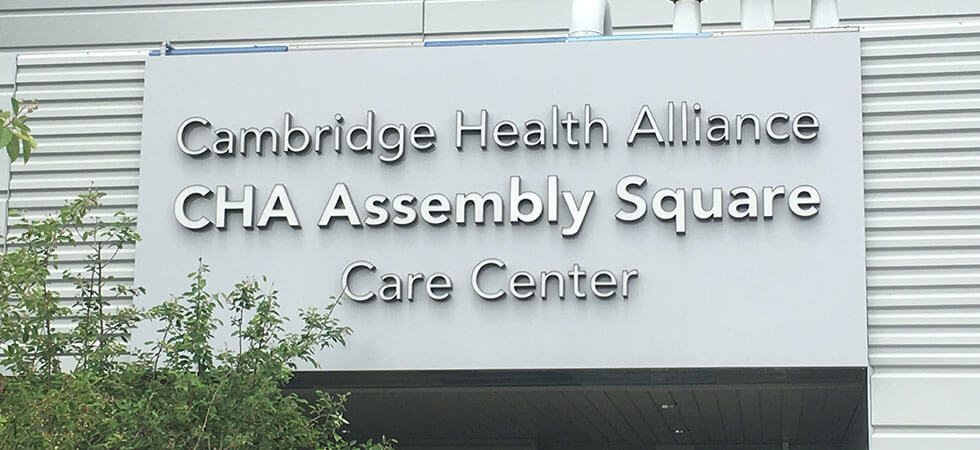 Cambridge Health Alliance
CHA Assembly Square
Care Center